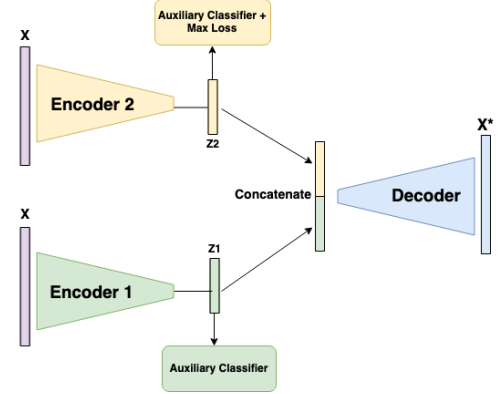 Auxiliary Classifier +
Max Loss
X
Encoder 2
Z2
X*
Concatenate
Decoder
X
Z1
Encoder 1
Auxiliary Classifier